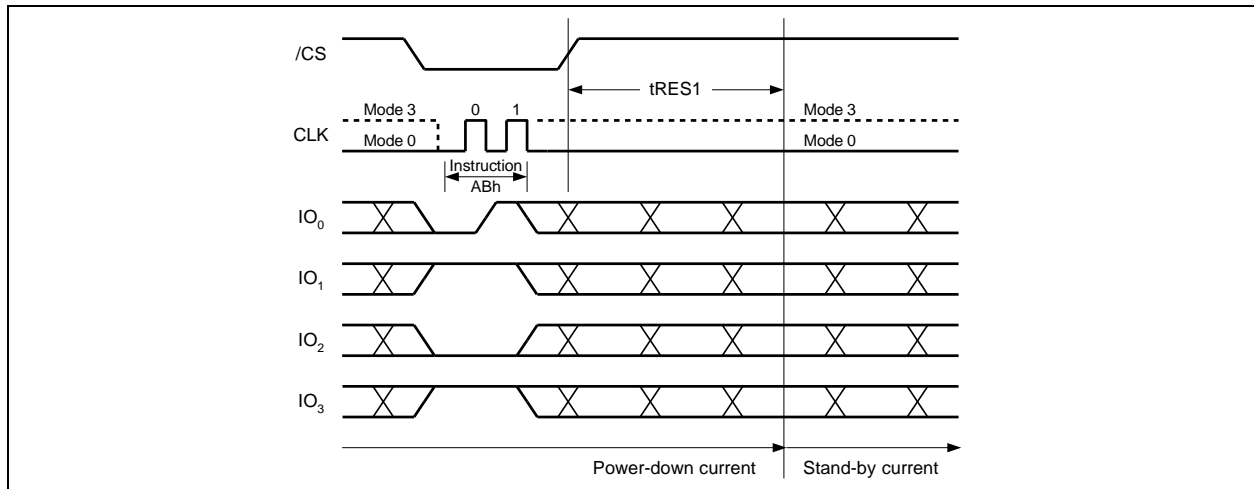 /CS
tRES1
Mode 3 0 1 Mode 3
CLK
Mode 0 Mode 0
Instruction
ABh
IO0
IO1
IO2
IO3
Power-down current Stand-by current